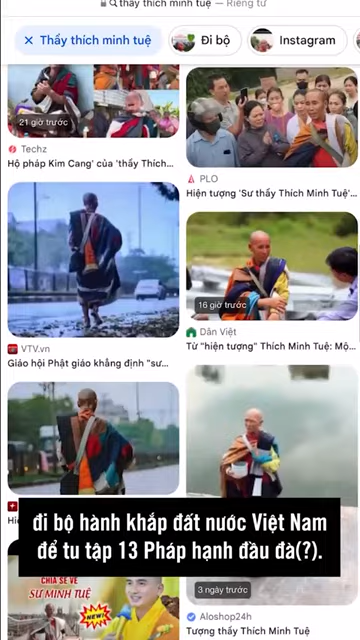 thầy thích minh tuệ — Riêng tư
Thầy thích minh tuệ
Đi bộ
Instagram
21 giờ trước
Techz
Hộ pháp Kim Cang' của 'thầy Thích...
PLO
Hiện tượng 'Sư thầy Thích Minh Tuệ'...
VTV.vn
Giáo hội Phật giáo khẳng định "sư...
16 giờ trước
Dân Việt
Từ "hiện tượng" Thích Minh Tuệ: Mộ...
đi bộ hành khắp đất nước Việt Nam
để tu tập 13 Pháp hạnh đầu đà(?).
CHIA SẺ VỀ
SƯ MINH TUỆ
NEW!
3 ngày trước
Aloshop24h
Tượng thầy Thích Minh Tuệ